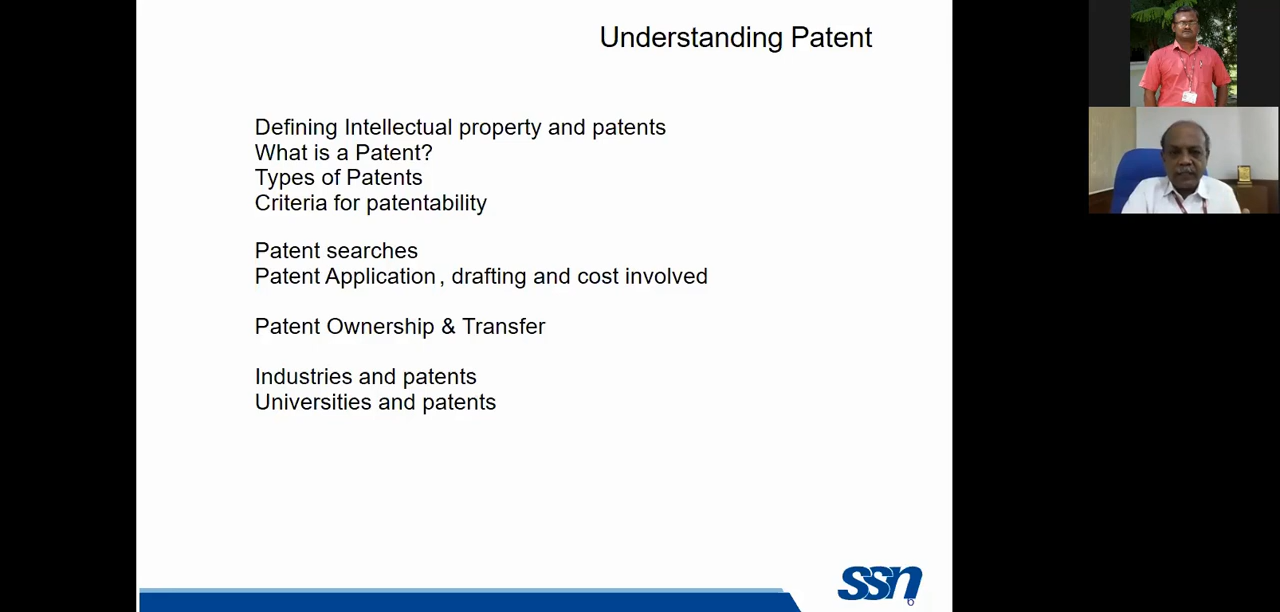 Understanding Patent
Defining Intellectual property and patents
What is a Patent?
Types of Patents
Criteria for patentability
Patent searches
Patent Application, drafting and cost involved
Patent Ownership & Transfer
Industries and patents
Universities and patents
ssn
6